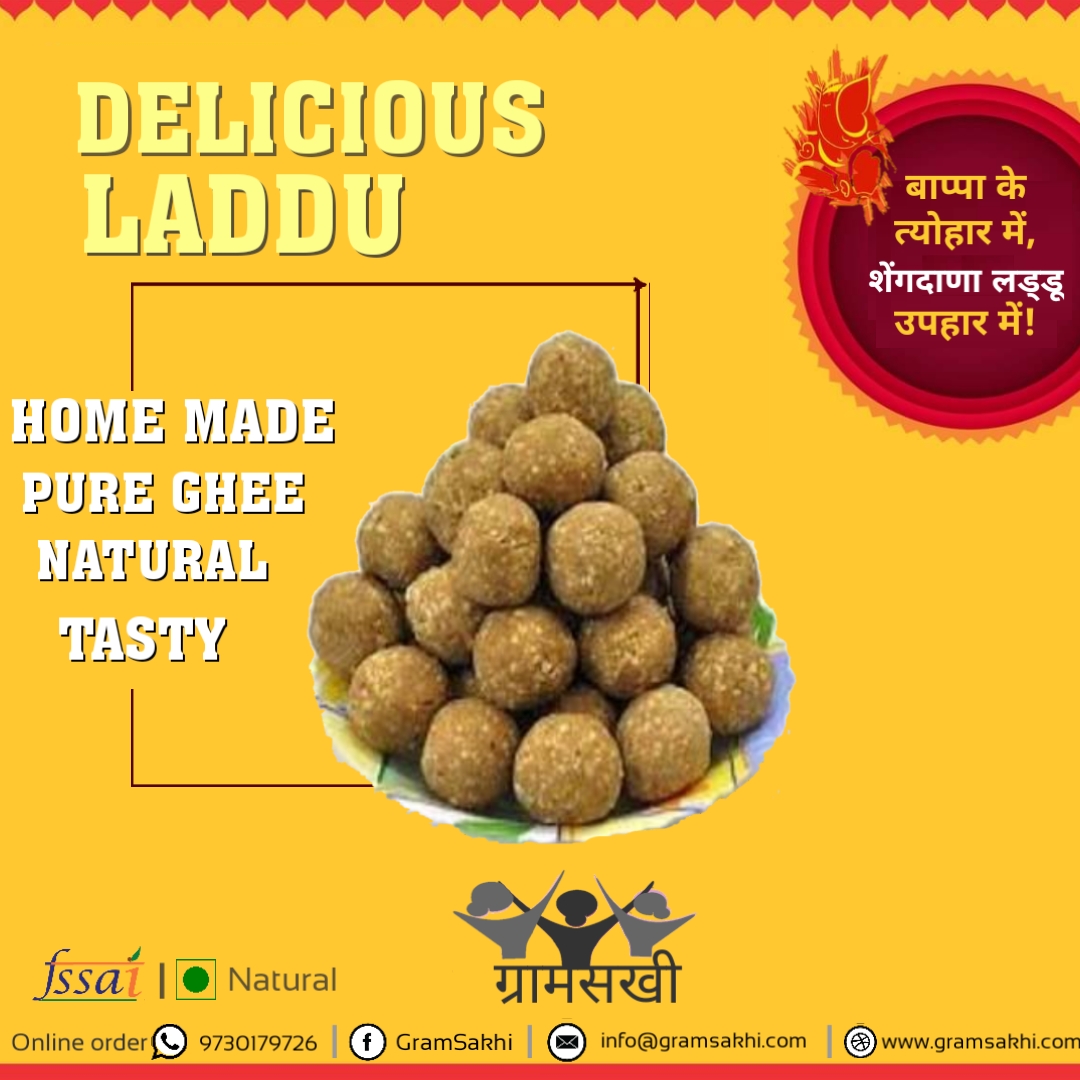 DELICIOUS
LADDU
बाप्पा के
त्योहार में,
शेंगदाणा लड्डू
उपहार में!
HOME MADE
PURE GHEE
NATURAL
TASTY
ग्रामसखी
fssai | Natural
Online order 9730179726 | GramSakhi | info@gramsakhi.com | www.gramsakhi.com